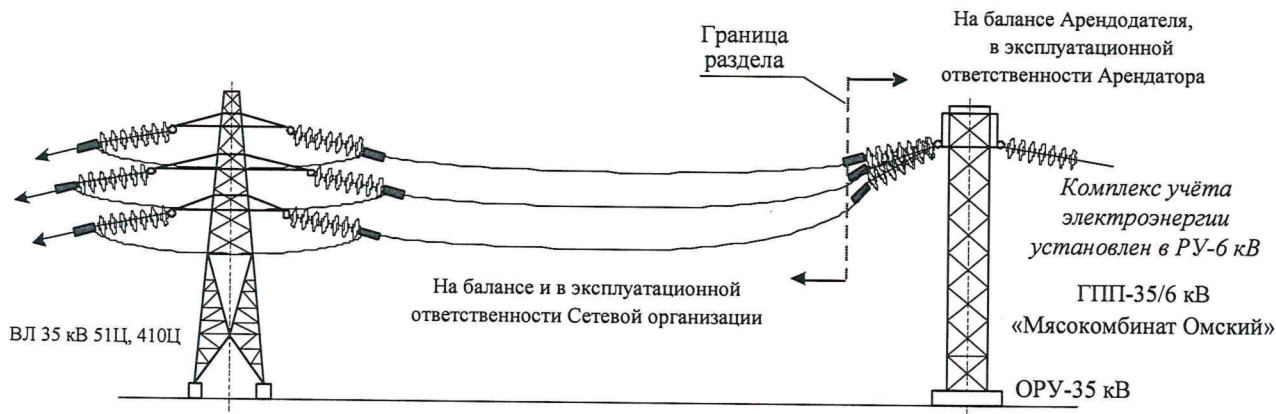 Граница
раздела
На балансе Арендодателя,
в эксплуатационной
ответственности Арендатора
Комплекс учёта
электроэнергии
установлен в РУ-6 кВ
На балансе и в эксплуатационной
ответственности Сетевой организации
ГПП-35/6 кВ
«Мясокомбинат Омский»
ВЛ 35 кВ 51Ц, 410Ц
ОРУ-35 кВ